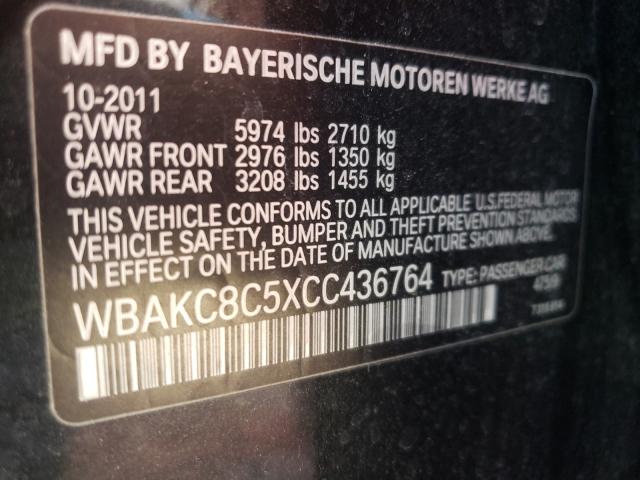 MFD BY BAYERISCHE MOTOREN WERKE AG
10-2011
GVWR 5974 lbs 2710 kg
GAWR FRONT 2976 lbs 1350 kg
GAWR REAR 3208 lbs 1455 kg
THIS VEHICLE CONFORMS TO ALL APPLICABLE U.S.FEDERAL MOTOR
VEHICLE SAFETY, BUMPER AND THEFT PREVENTION STANDARDS
IN EFFECT ON THE DATE OF MANUFACTURE SHOWN ABOVE.
WBAKC8C5XCC436764 TYPE: PASSENGER CAR